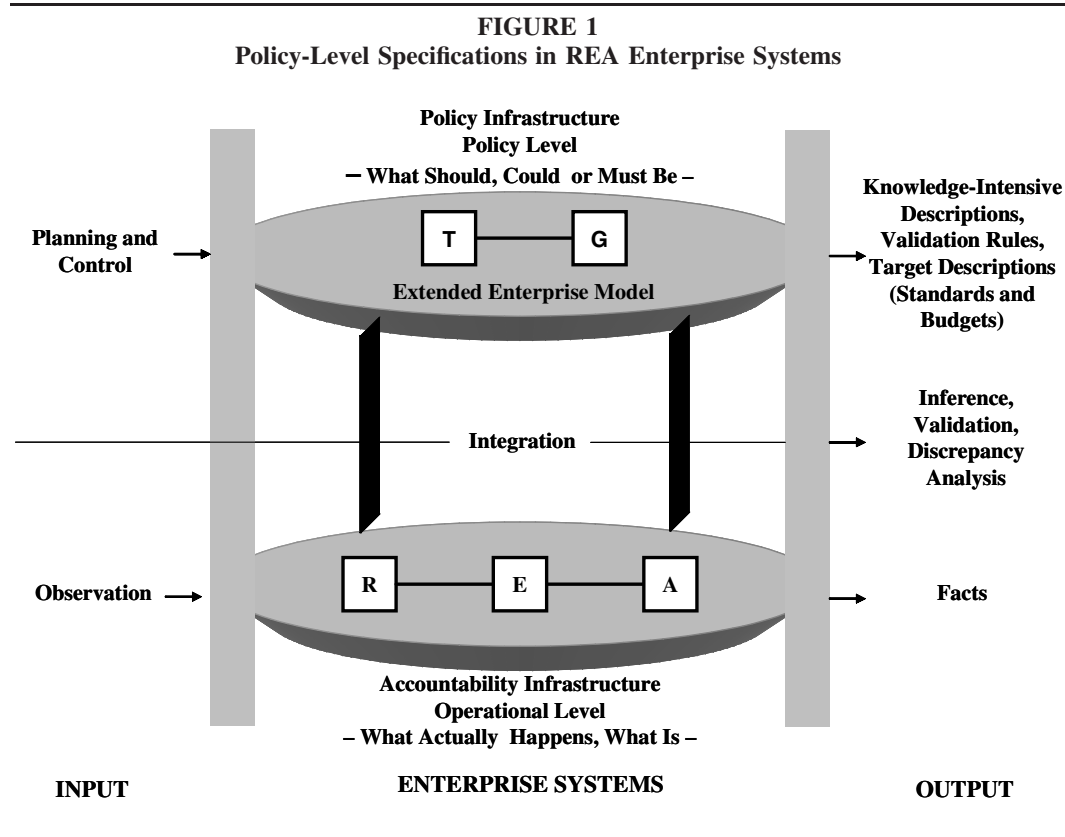 FIGURE 1
Policy-Level Specifications in REA Enterprise Systems
Policy Infrastructure
Policy Level
– What Should, Could or Must Be –
Planning and
Control
T
G
Extended Enterprise Model
Knowledge-Intensive
Descriptions,
Validation Rules,
Target Descriptions
(Standards and
Budgets)
Integration
Inference,
Validation,
Discrepancy
Analysis
Observation
R
E
A
Facts
Accountability Infrastructure
Operational Level
– What Actually Happens, What Is –
INPUT
ENTERPRISE SYSTEMS
OUTPUT